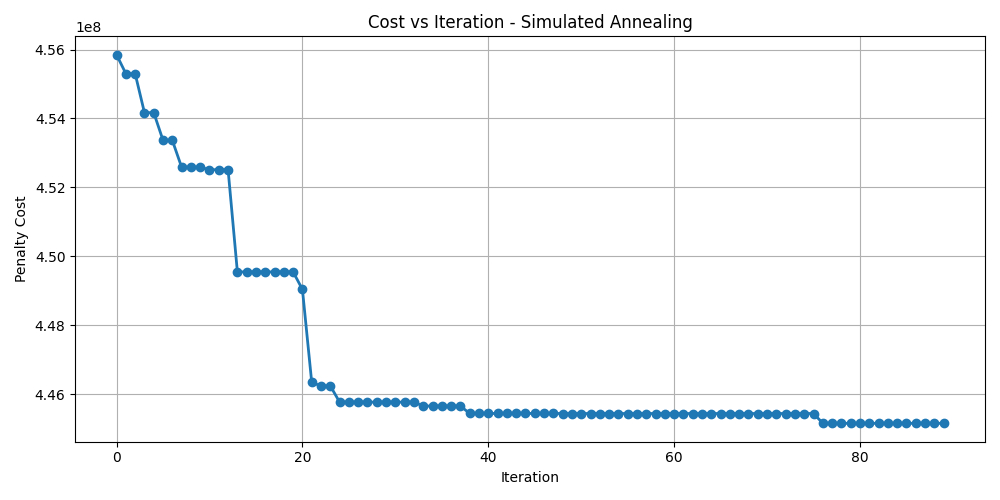 Cost vs Iteration - Simulated Annealing
1e8
4.56
4.54
4.52
4.50
4.48
4.46
Penalty Cost
0 20 40 60 80
Iteration